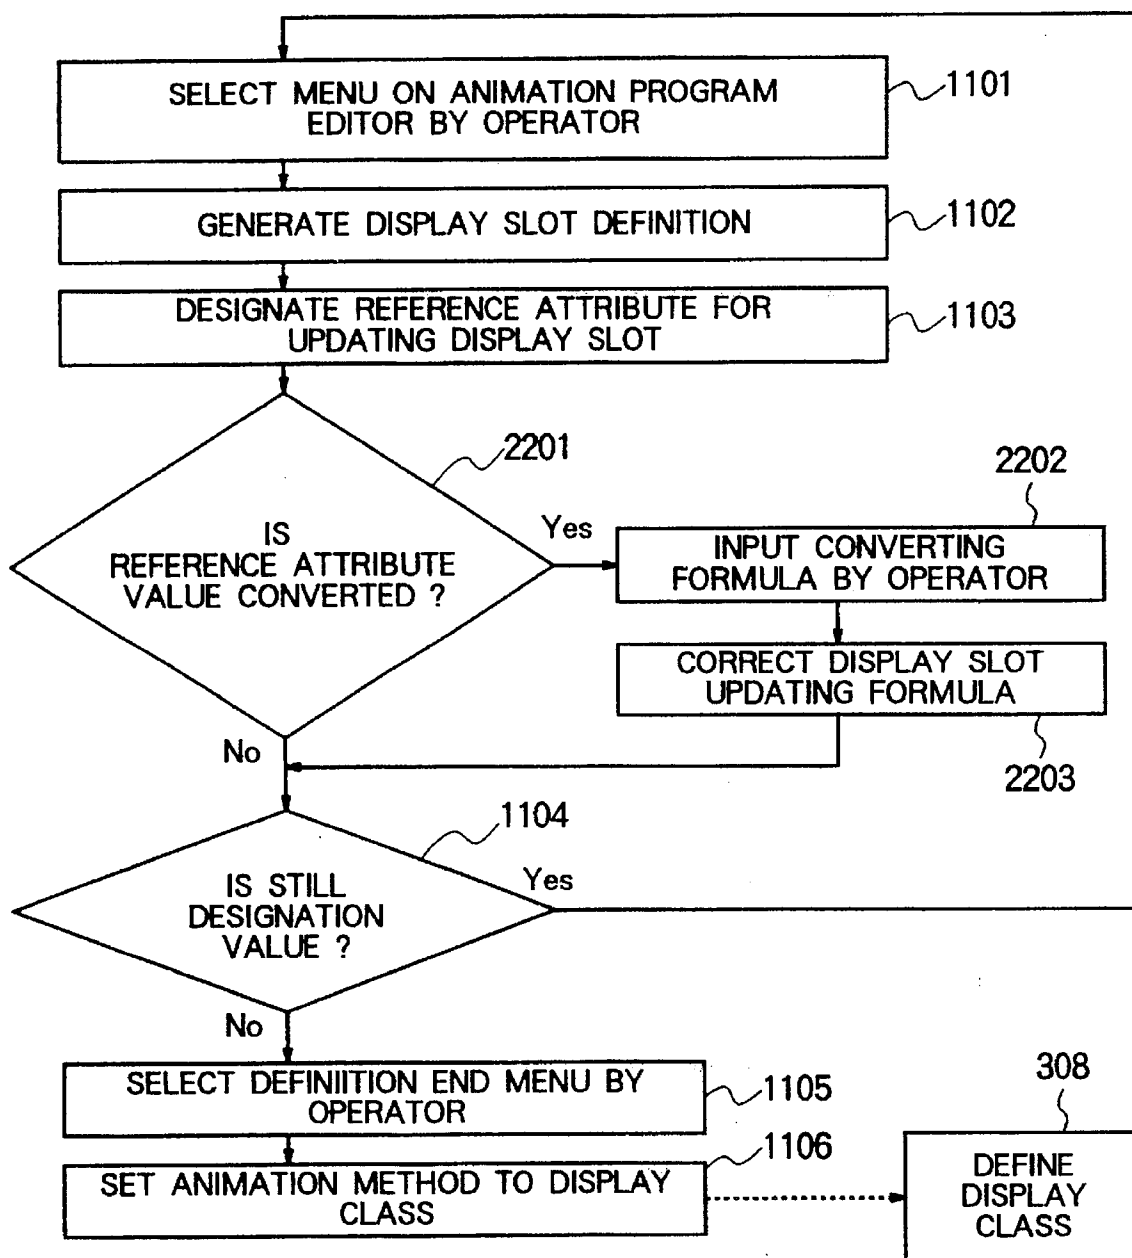 SELECT MENU ON ANIMATION PROGRAM
EDITOR BY OPERATOR
1101
GENERATE DISPLAY SLOT DEFINITION
1102
DESIGNATE REFERENCE ATTRIBUTE FOR
UPDATING DISPLAY SLOT
1103
2201
IS
REFERENCE ATTRIBUTE
VALUE CONVERTED ?
Yes
2202
INPUT CONVERTING
FORMULA BY OPERATOR
CORRECT DISPLAY SLOT
UPDATING FORMULA
2203
No
1104
IS STILL
DESIGNATION
VALUE ?
Yes
No
SELECT DEFINIITION END MENU BY
OPERATOR
1105
SET ANIMATION METHOD TO DISPLAY
CLASS
1106
308
DEFINE
DISPLAY
CLASS